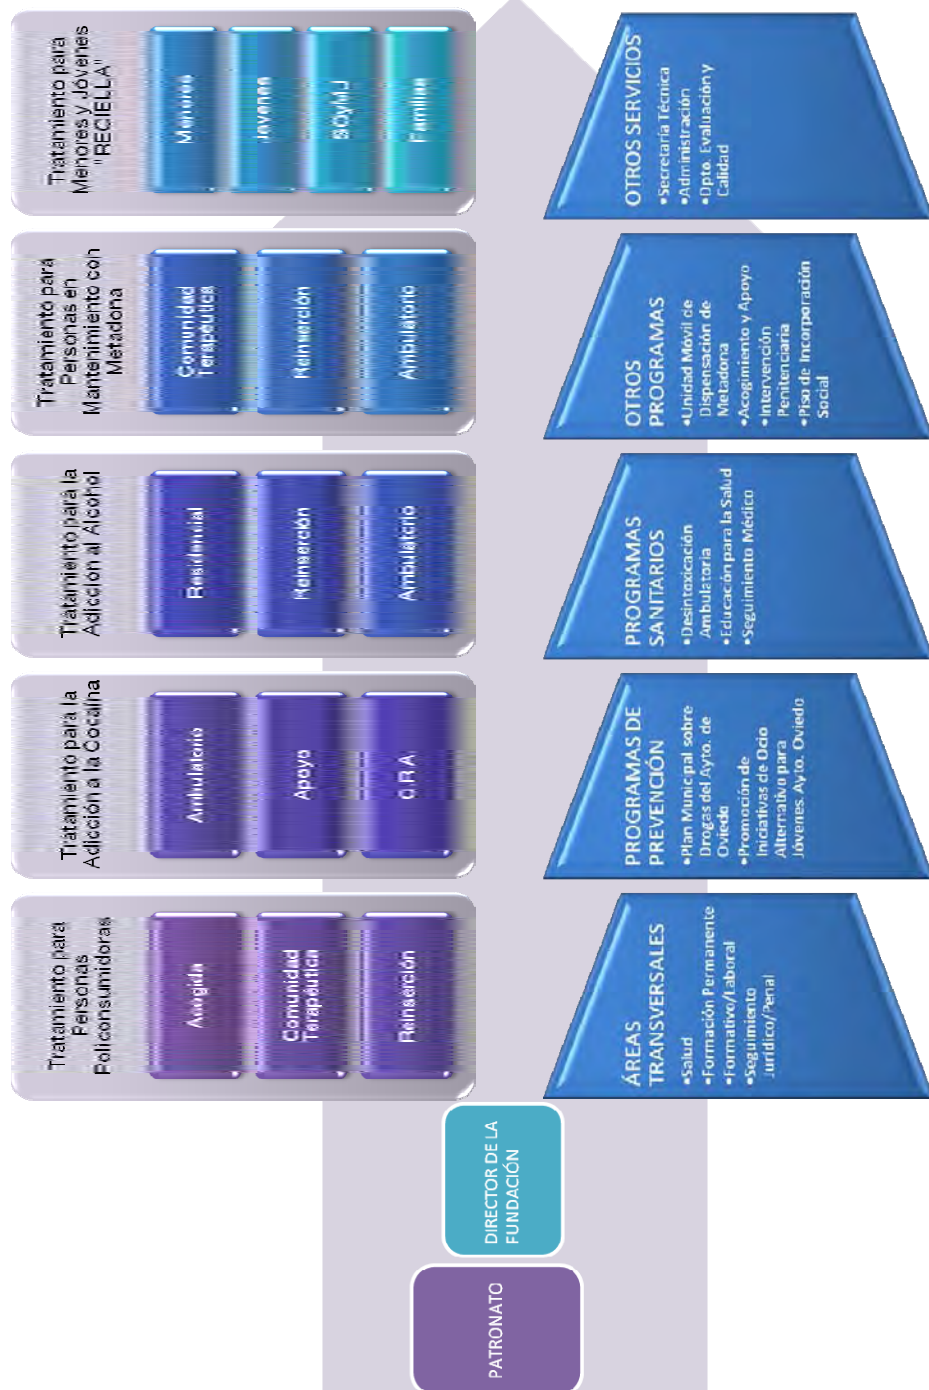 PATRONATO
DIRECTOR DE LA
FUNDACIÓN
Tratamiento para
Personas
Policonsumidoras
Acogida
Comunidad
Terapéutica
Reinserción
Tratamiento para la
Adicción a la Cocaína
Ambulatorio
Apoyo
Tratamiento para la
Adicción al Alcohol
Residencial
Reinserción
Ambulatorio
Tratamiento para
Personas en
Mantenimiento con
Metadona
Comunidad
Terapéutica
Reinserción
Ambulatorio
Tratamiento para
Menores y Jóvenes
"RECIELLA"
Menores
Jóvenes
SOyMJ
Familias
ÁREAS
TRANSVERSALES
•Salud
•Formación Permanente
•Formativo/Laboral
•Seguimiento
Jurídico/Penal
PROGRAMAS DE
PREVENCIÓN
•Plan Municipal sobre
Drogas del Ayto. de
Oviedo
•Promoción de
Iniciativas de Ocio
Alternativo para
Jóvenes. Ayto. Oviedo
PROGRAMAS
SANITARIOS
•Desintoxicación
Ambulatoria
•Educación para la Salud
•Seguimiento Médico
OTROS
PROGRAMAS
•Unidad Móvil de
Dispensación de
Metadona
•Acogimiento y Apoyo
•Intervención
Penitenciaria
•Piso de Incorporación
Social
OTROS SERVICIOS
•Secretaría Técnica
•Administración
•Dpto. Evaluación y
Calidad